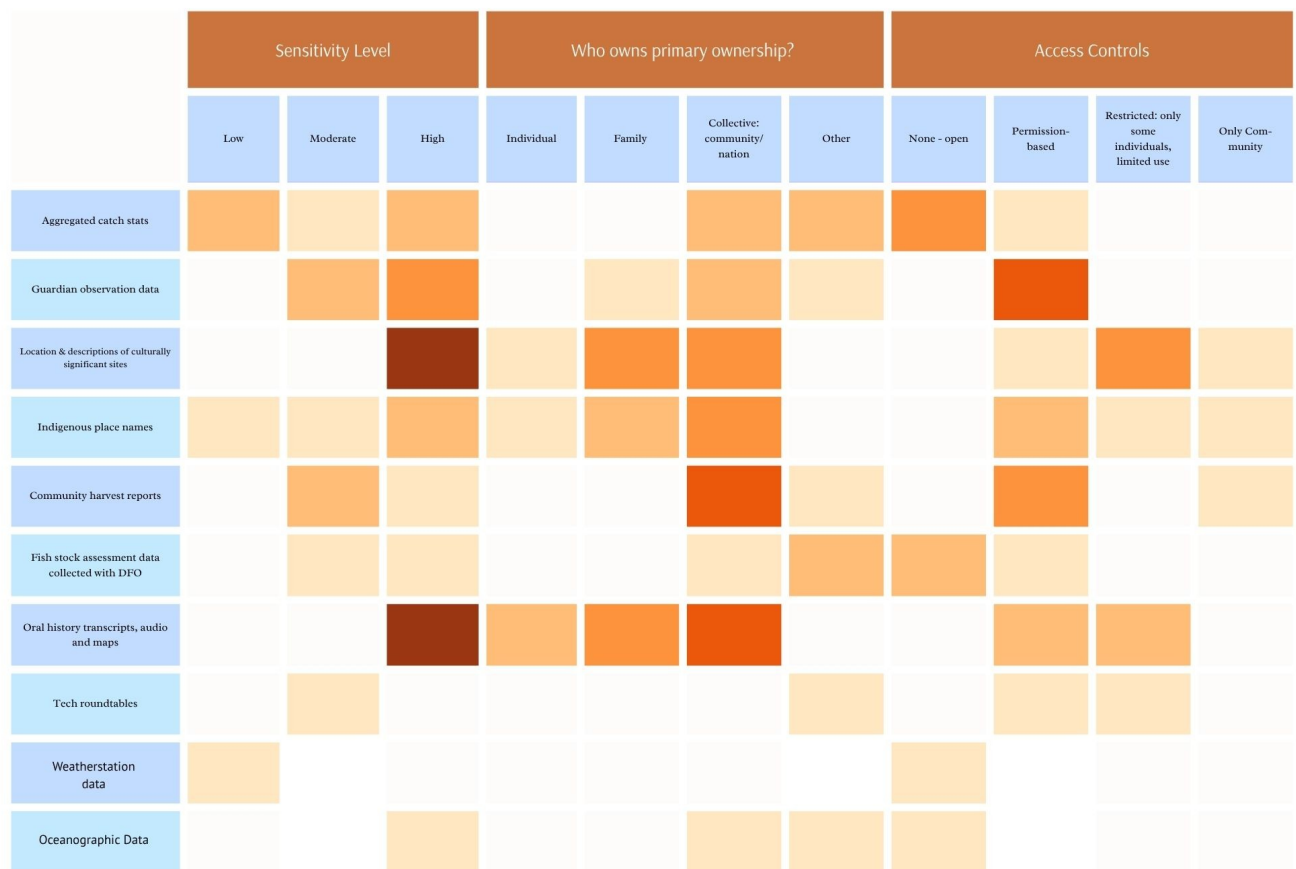 Sensitivity Level
Who owns primary ownership?
Access Controls
Low
Moderate
High
Individual
Family
Collective:
community/
nation
Other
None - open
Permission-
based
Restricted: only
some
individuals,
limited use
Only Com-
munity
Aggregated catch stats
Guardian observation data
Location & descriptions of culturally
significant sites
Indigenous place names
Community harvest reports
Fish stock assessment data
collected with DFO
Oral history transcripts, audio
and maps
Tech roundtables
Weatherstation
data
Oceanographic Data